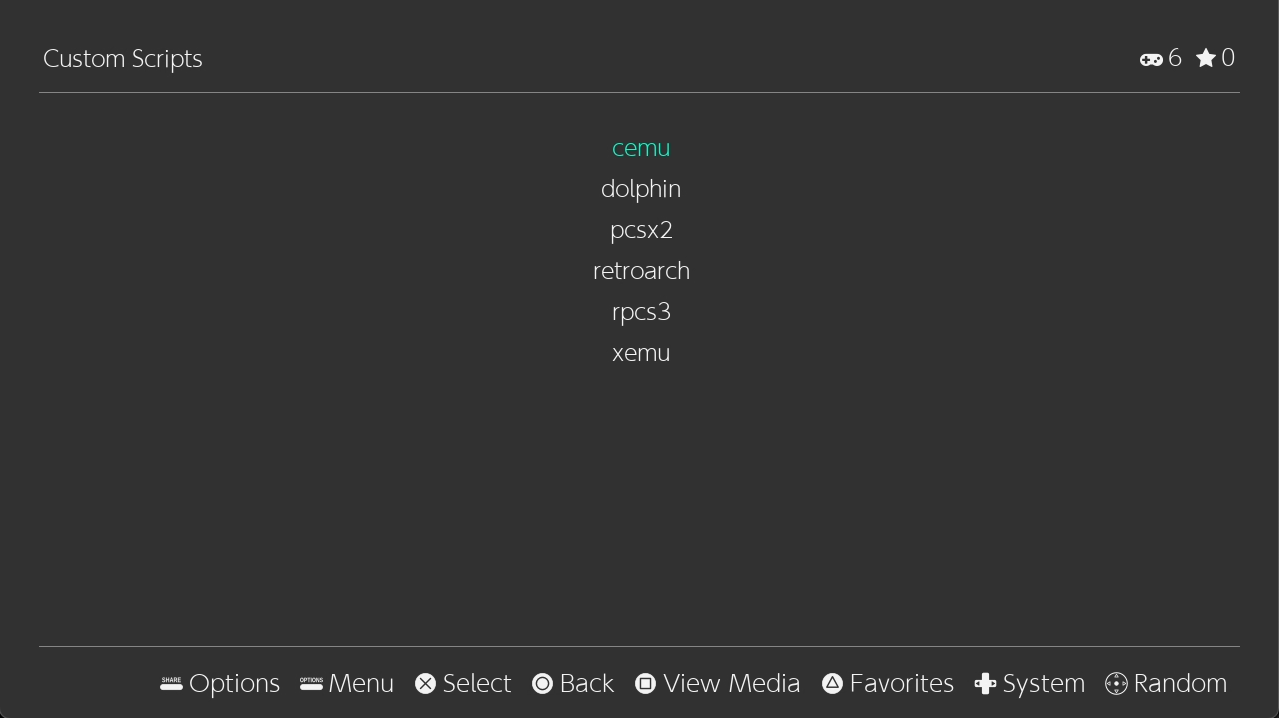 Custom Scripts
6 0
cemu
dolphin
pcsx2
retroarch
rpcs3
xemu
SHARE Options OPTIONS Menu Select Back View Media Favorites System Random